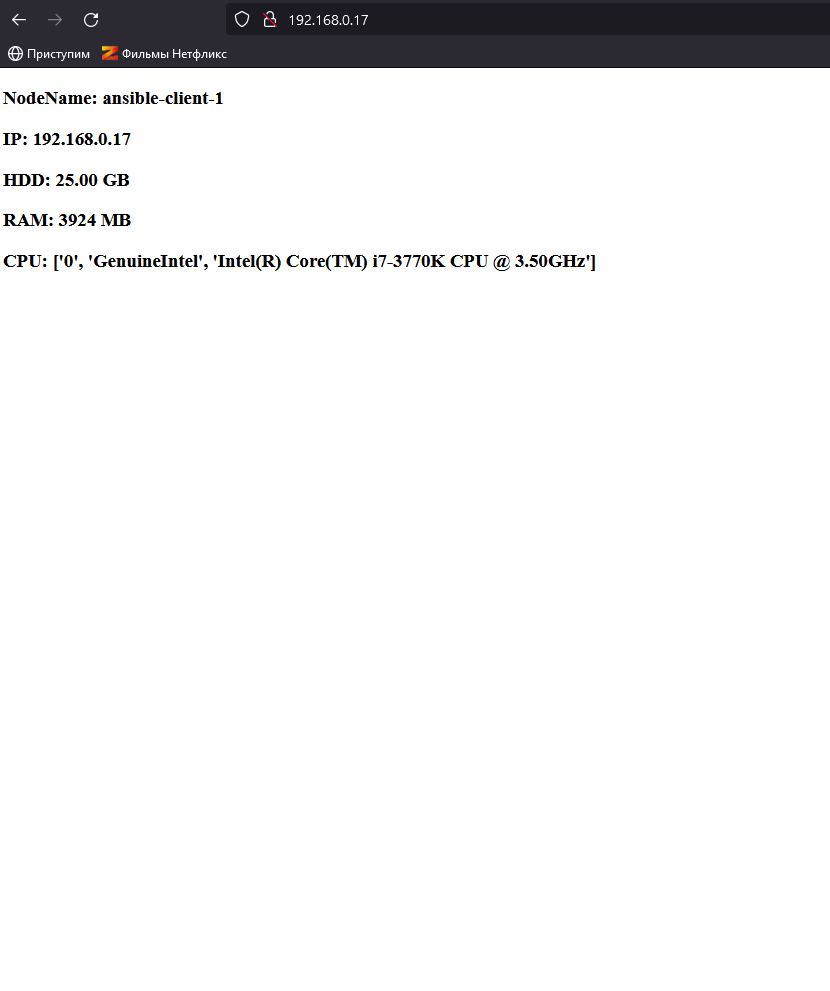 192.168.0.17
Приступим Фильмы Нетфликс
NodeName: ansible-client-1
IP: 192.168.0.17
HDD: 25.00 GB
RAM: 3924 MB
CPU: ['0', 'GenuineIntel', 'Intel(R) Core(TM) i7-3770K CPU @ 3.50GHz']